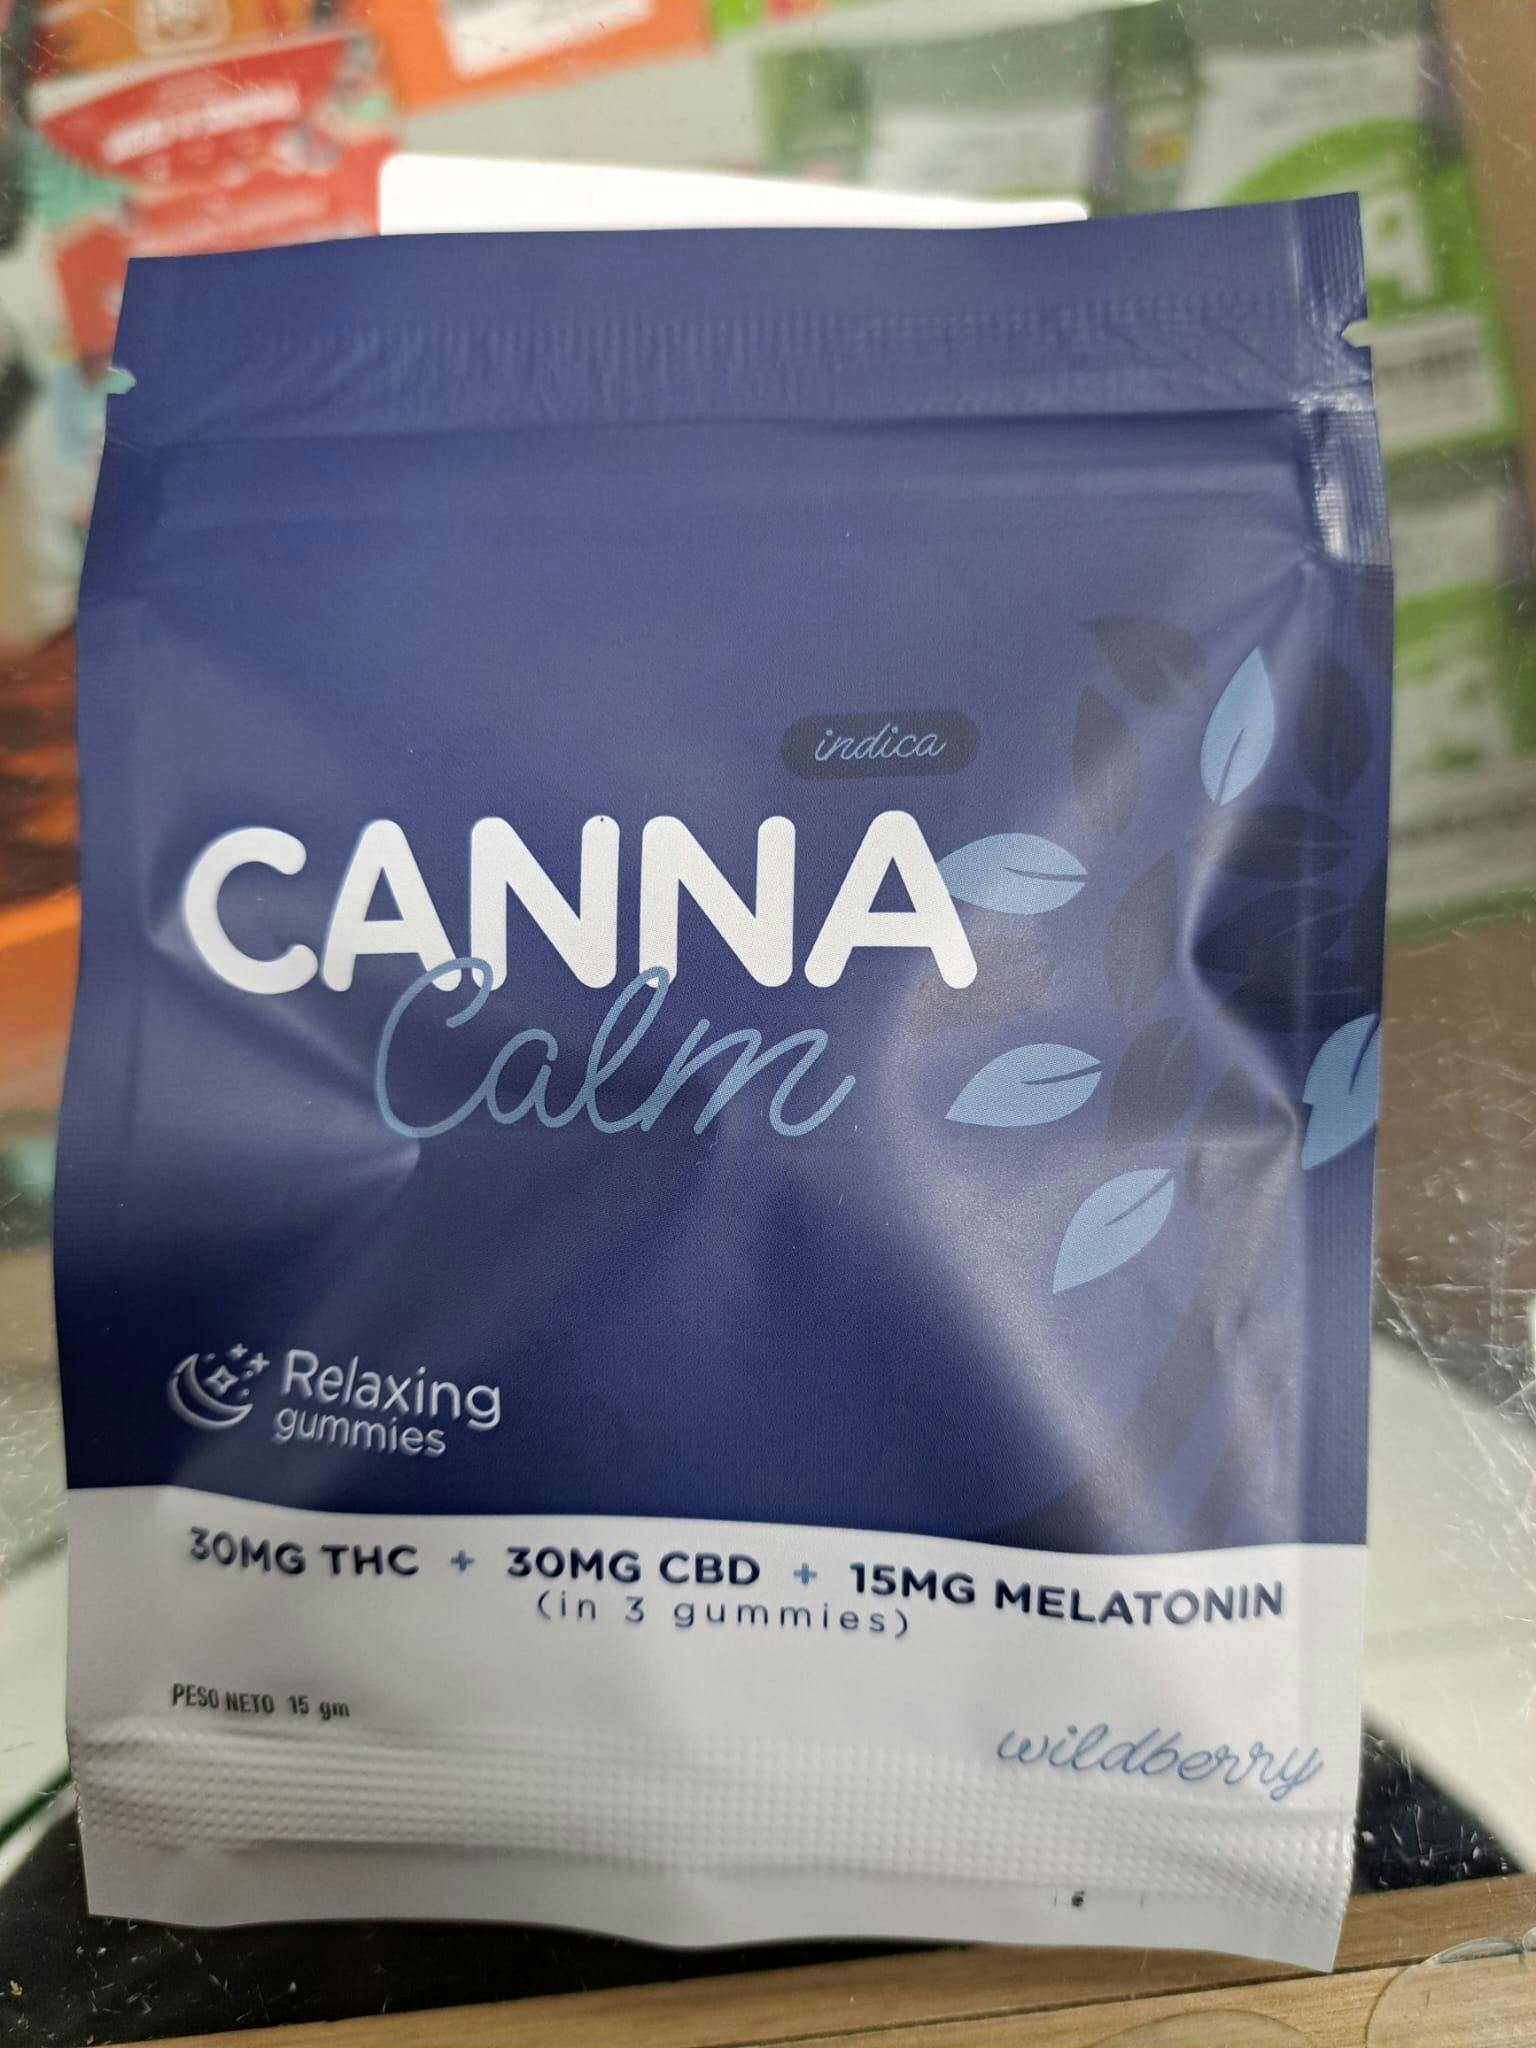 indica
CANNA
Calm
Relaxing
gummies
30MG THC + 30MG CBD + 15MG MELATONIN
(in 3 gummies)
PESO NETO 15 gm
wildberry